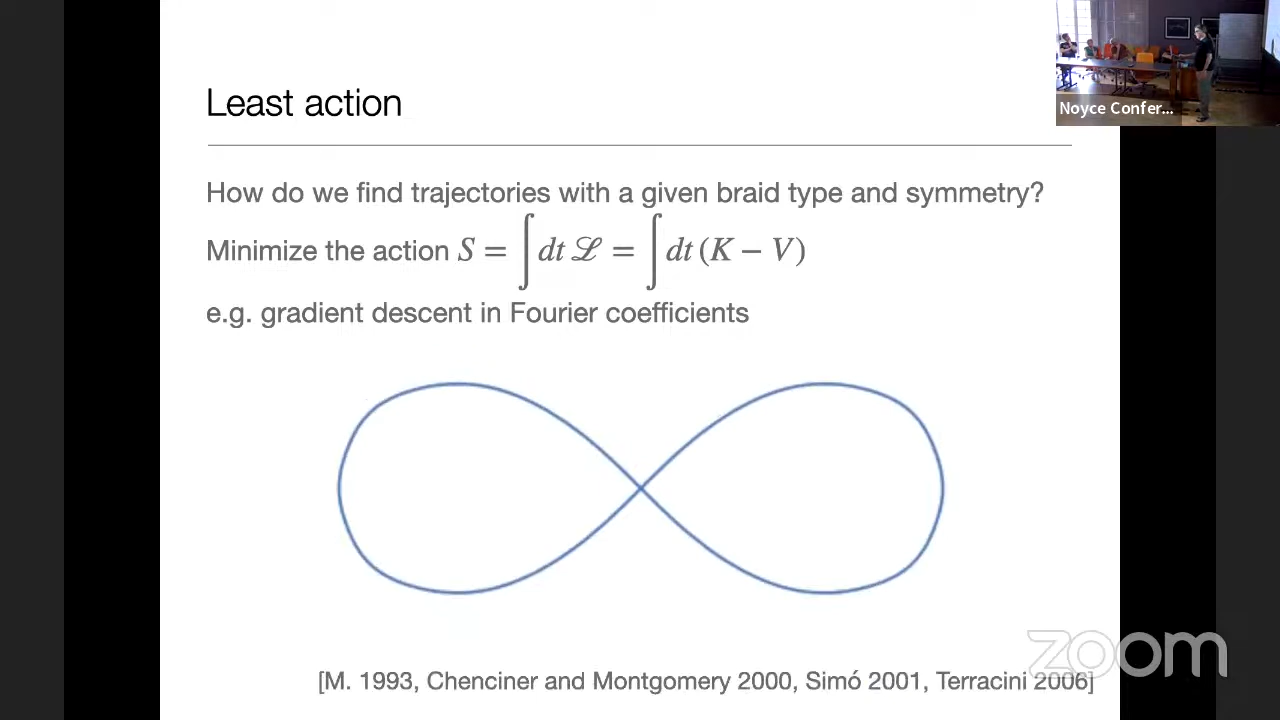 Least action
Noyce Confer...
How do we find trajectories with a given braid type and symmetry?
Minimize the action S = ∫ dt ℒ = ∫ dt (K − V)
e.g. gradient descent in Fourier coefficients
zoom
[M. 1993, Chenciner and Montgomery 2000, Simó 2001, Terracini 2006]